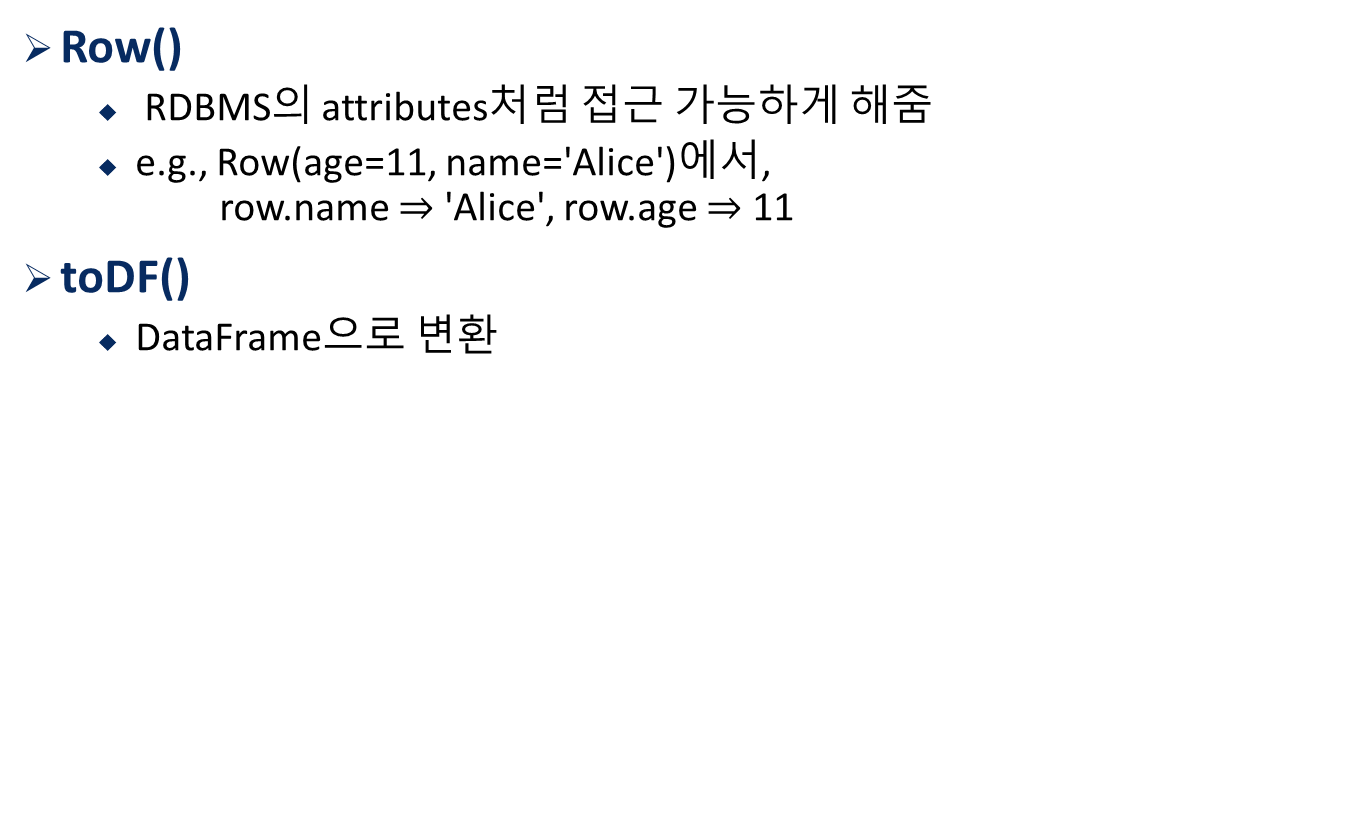 ➢ Row()
◆ RDBMS의 attributes처럼 접근 가능하게 해줌
◆ e.g., Row(age=11, name='Alice')에서,
row.name ⇒ 'Alice', row.age ⇒ 11
➢ toDF()
◆ DataFrame으로 변환